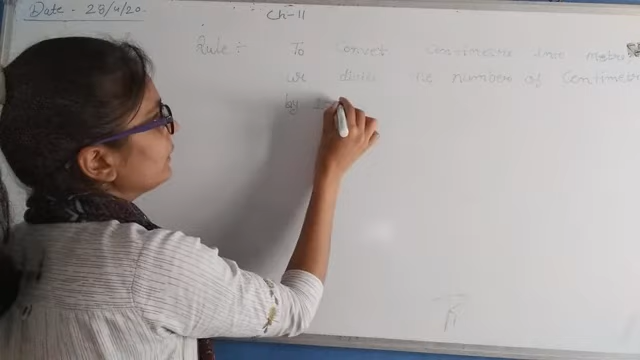 Date - 28/4/20
Ch-11
Rule :- To Convert Centimetre into metre,
we divide the number of Centimetre
by